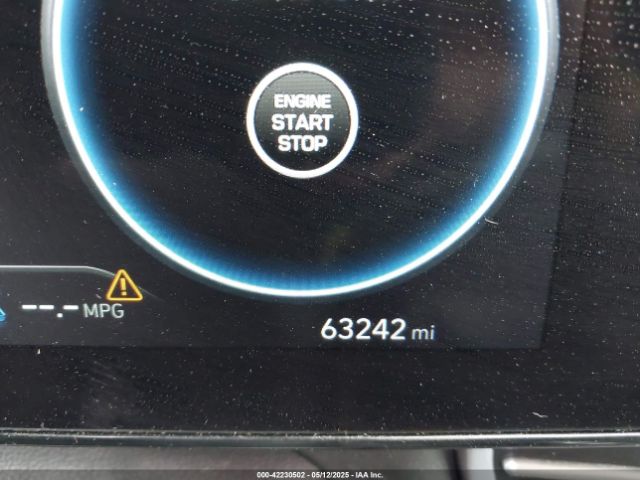 ENGINE
START
STOP
--.- MPG
63242 mi
000-42230502 - 05/12/2025 - IAA Inc.